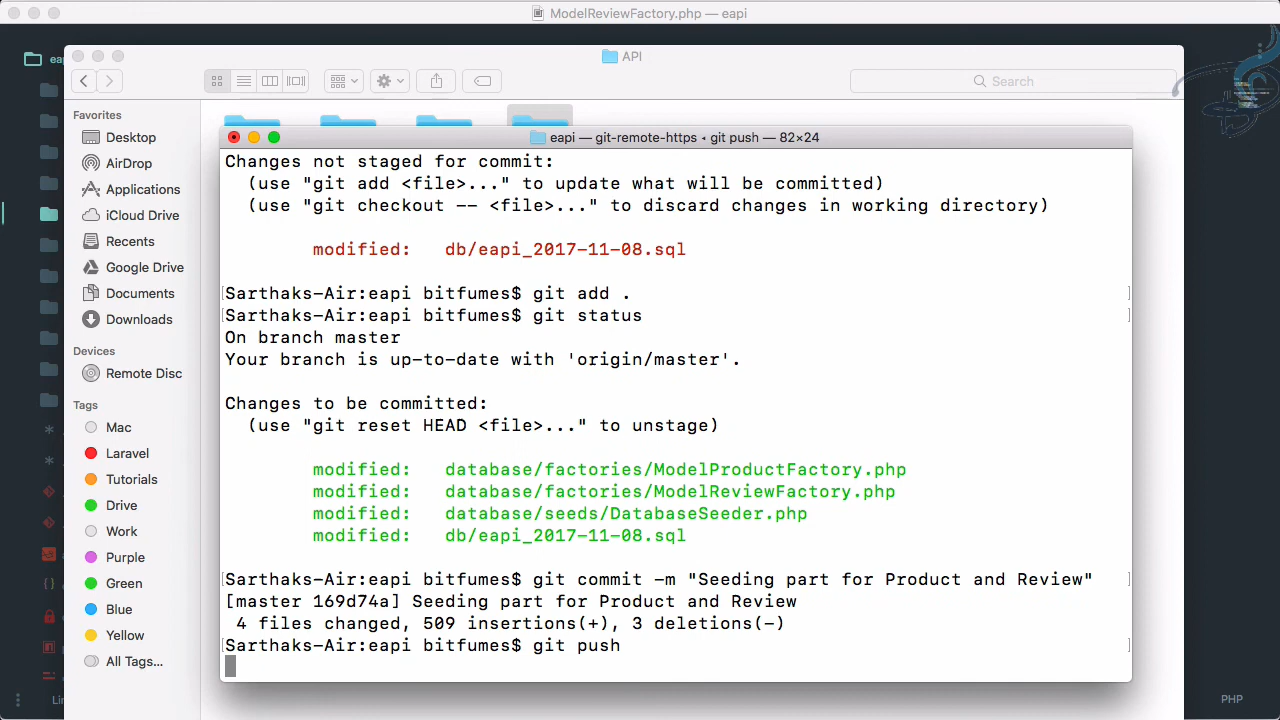 ModelReviewFactory.php — eapi
API
Search
Favorites
Desktop
AirDrop
Applications
iCloud Drive
Recents
Google Drive
Documents
Downloads
Devices
Remote Disc
Tags
Mac
Laravel
Tutorials
Drive
Work
Purple
Green
Blue
Yellow
All Tags...
eapi — git-remote-https • git push — 82×24
Changes not staged for commit:
(use "git add <file>..." to update what will be committed)
(use "git checkout -- <file>..." to discard changes in working directory)
modified: db/eapi_2017-11-08.sql
Sarthaks-Air:eapi bitfumes$ git add .
Sarthaks-Air:eapi bitfumes$ git status
On branch master
Your branch is up-to-date with 'origin/master'.
Changes to be committed:
(use "git reset HEAD <file>..." to unstage)
modified: database/factories/ModelProductFactory.php
modified: database/factories/ModelReviewFactory.php
modified: database/seeds/DatabaseSeeder.php
modified: db/eapi_2017-11-08.sql
Sarthaks-Air:eapi bitfumes$ git commit -m "Seeding part for Product and Review"
[master 169d74a] Seeding part for Product and Review
4 files changed, 509 insertions(+), 3 deletions(-)
Sarthaks-Air:eapi bitfumes$ git push
PHP